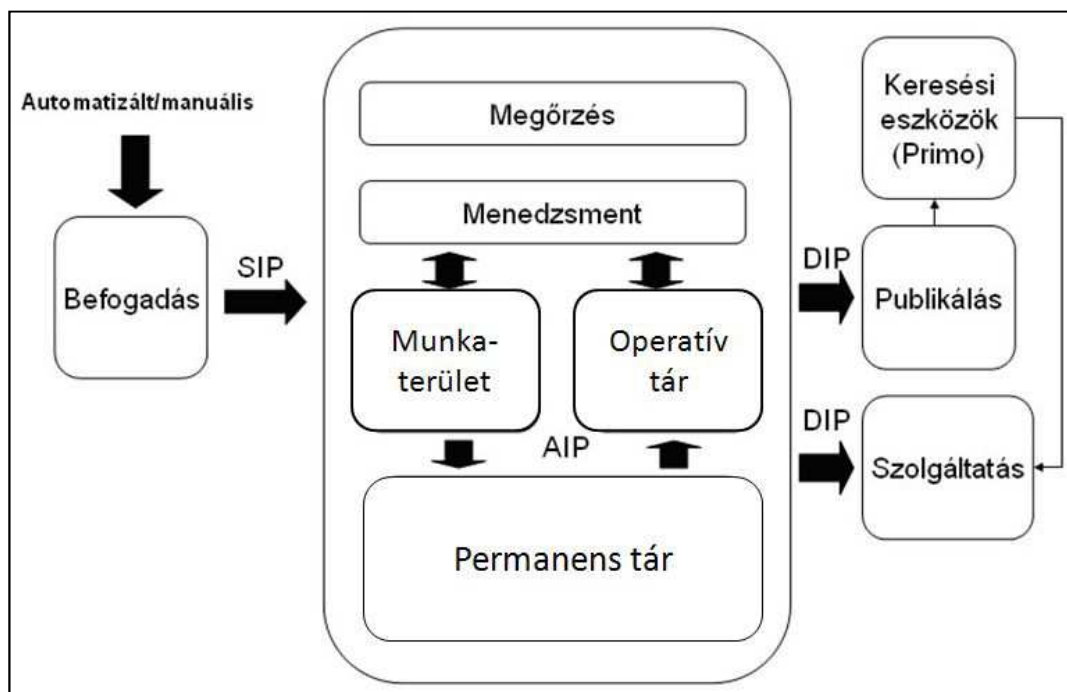 Automatizált/manuális
Befogadás
SIP
Megőrzés
Menedzsment
Munka-
terület
Operatív
tár
AIP
Permanens tár
DIP
Keresési
eszközök
(Primo)
Publikálás
DIP
Szolgáltatás